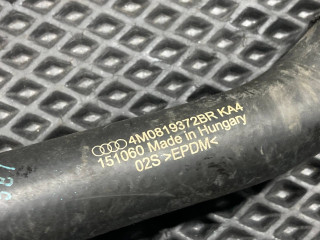 4M0819372BR KA4
151060 Made in Hungary
02S >EPDM<